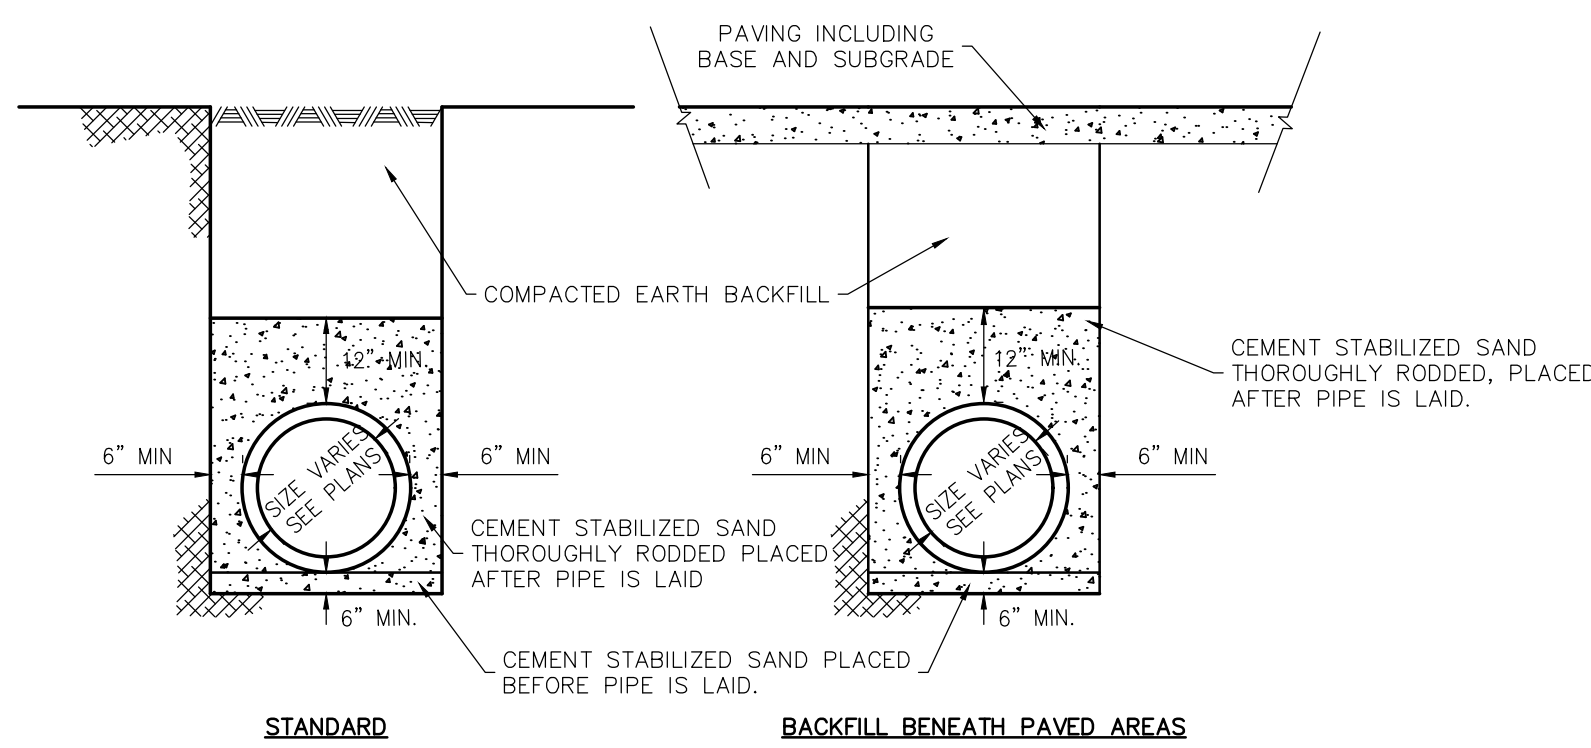 PAVING INCLUDING
BASE AND SUBGRADE
COMPACTED EARTH BACKFILL
12" MIN.
12" MIN.
CEMENT STABILIZED SAND
THOROUGHLY RODDED, PLACED
AFTER PIPE IS LAID.
6" MIN
6" MIN
6" MIN
6" MIN
SIZE VARIES
SEE PLANS
SIZE VARIES
SEE PLANS
CEMENT STABILIZED SAND
THOROUGHLY RODDED PLACED
AFTER PIPE IS LAID
6" MIN.
6" MIN.
CEMENT STABILIZED SAND PLACED
BEFORE PIPE IS LAID.
STANDARD
BACKFILL BENEATH PAVED AREAS